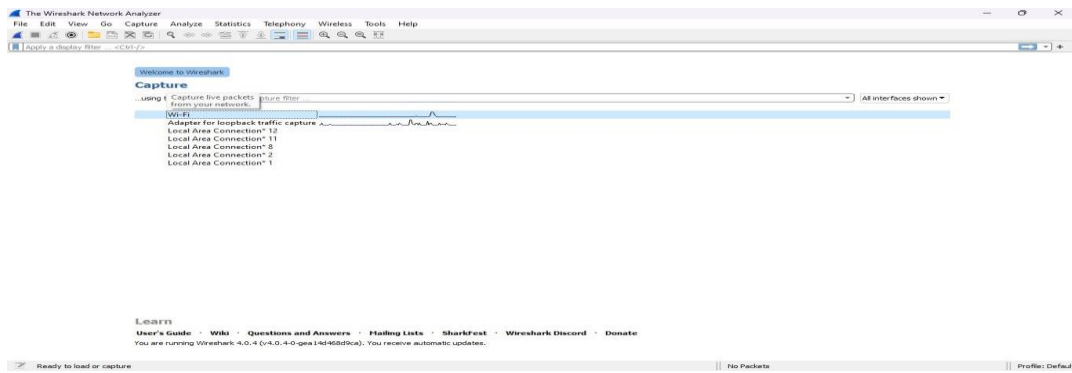 The Wireshark Network Analyzer
File Edit View Go Capture Analyze Statistics Telephony Wireless Tools Help
Apply a display filter ... <Ctrl-/>
Welcome to Wireshark
Capture
...using t
Capture live packets
from your network.
pture filter ...
All interfaces shown
Wi-Fi
Adapter for loopback traffic capture
Local Area Connection* 12
Local Area Connection* 11
Local Area Connection* 8
Local Area Connection* 2
Local Area Connection* 1
Learn
User's Guide · Wiki · Questions and Answers · Mailing Lists · SharkFest · Wireshark Discord · Donate
You are running Wireshark 4.0.4 (v4.0.4-0-gea14d468d9ca). You receive automatic updates.
Ready to load or capture
No Packets
Profile: Defaul